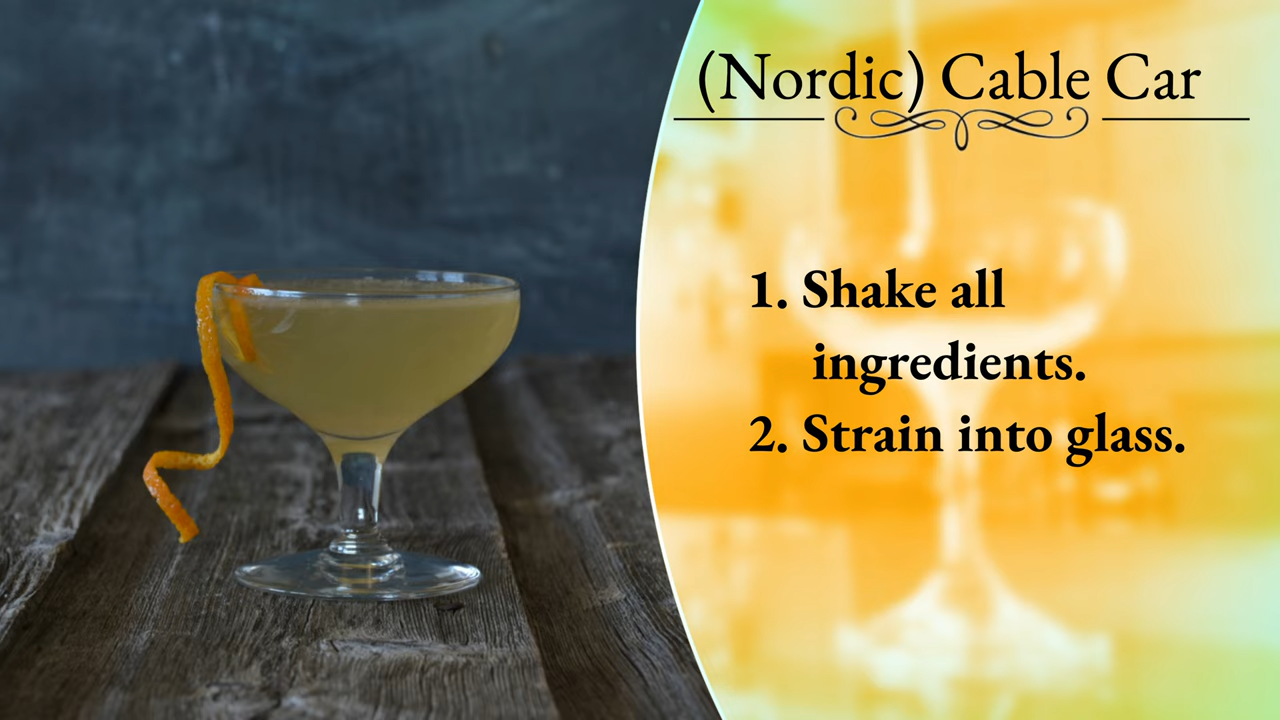 (Nordic) Cable Car
1. Shake all
ingredients.
2. Strain into glass.